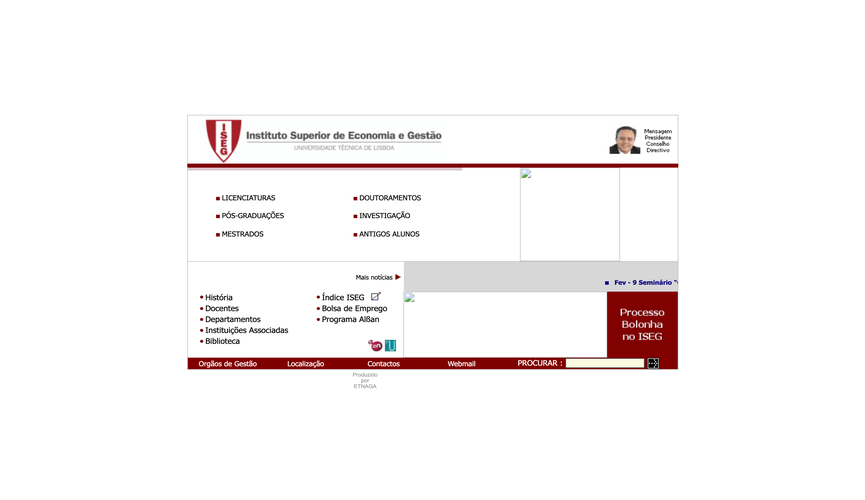 ISEG
Instituto Superior de Economia e Gestão
UNIVERSIDADE TÉCNICA DE LISBOA
Mensagem
Presidente
Conselho
Directivo
LICENCIATURAS
DOUTORAMENTOS
PÓS-GRADUAÇÕES
INVESTIGAÇÃO
MESTRADOS
ANTIGOS ALUNOS
Mais notícias
Fev - 9 Seminário "
História
Docentes
Departamentos
Instituições Associadas
Biblioteca
Índice ISEG
Bolsa de Emprego
Programa Alßan
Processo
Bolonha
no ISEG
Orgãos de Gestão
Localização
Contactos
Webmail
PROCURAR :
Produzido
por
ETNAGA